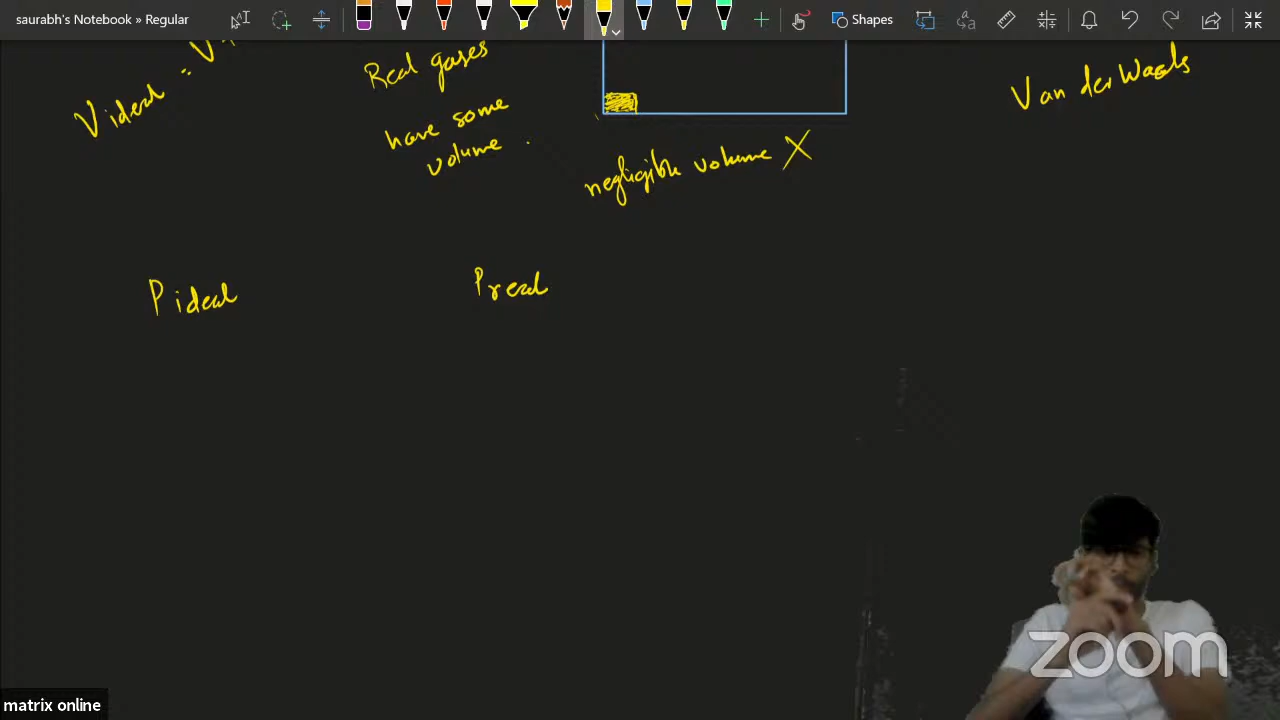 saurabh's Notebook » Regular
Shapes
V ideal = V
Real gases
have some
volume
Van der Waals
negligible volume X
P ideal
P real
zoom
matrix online